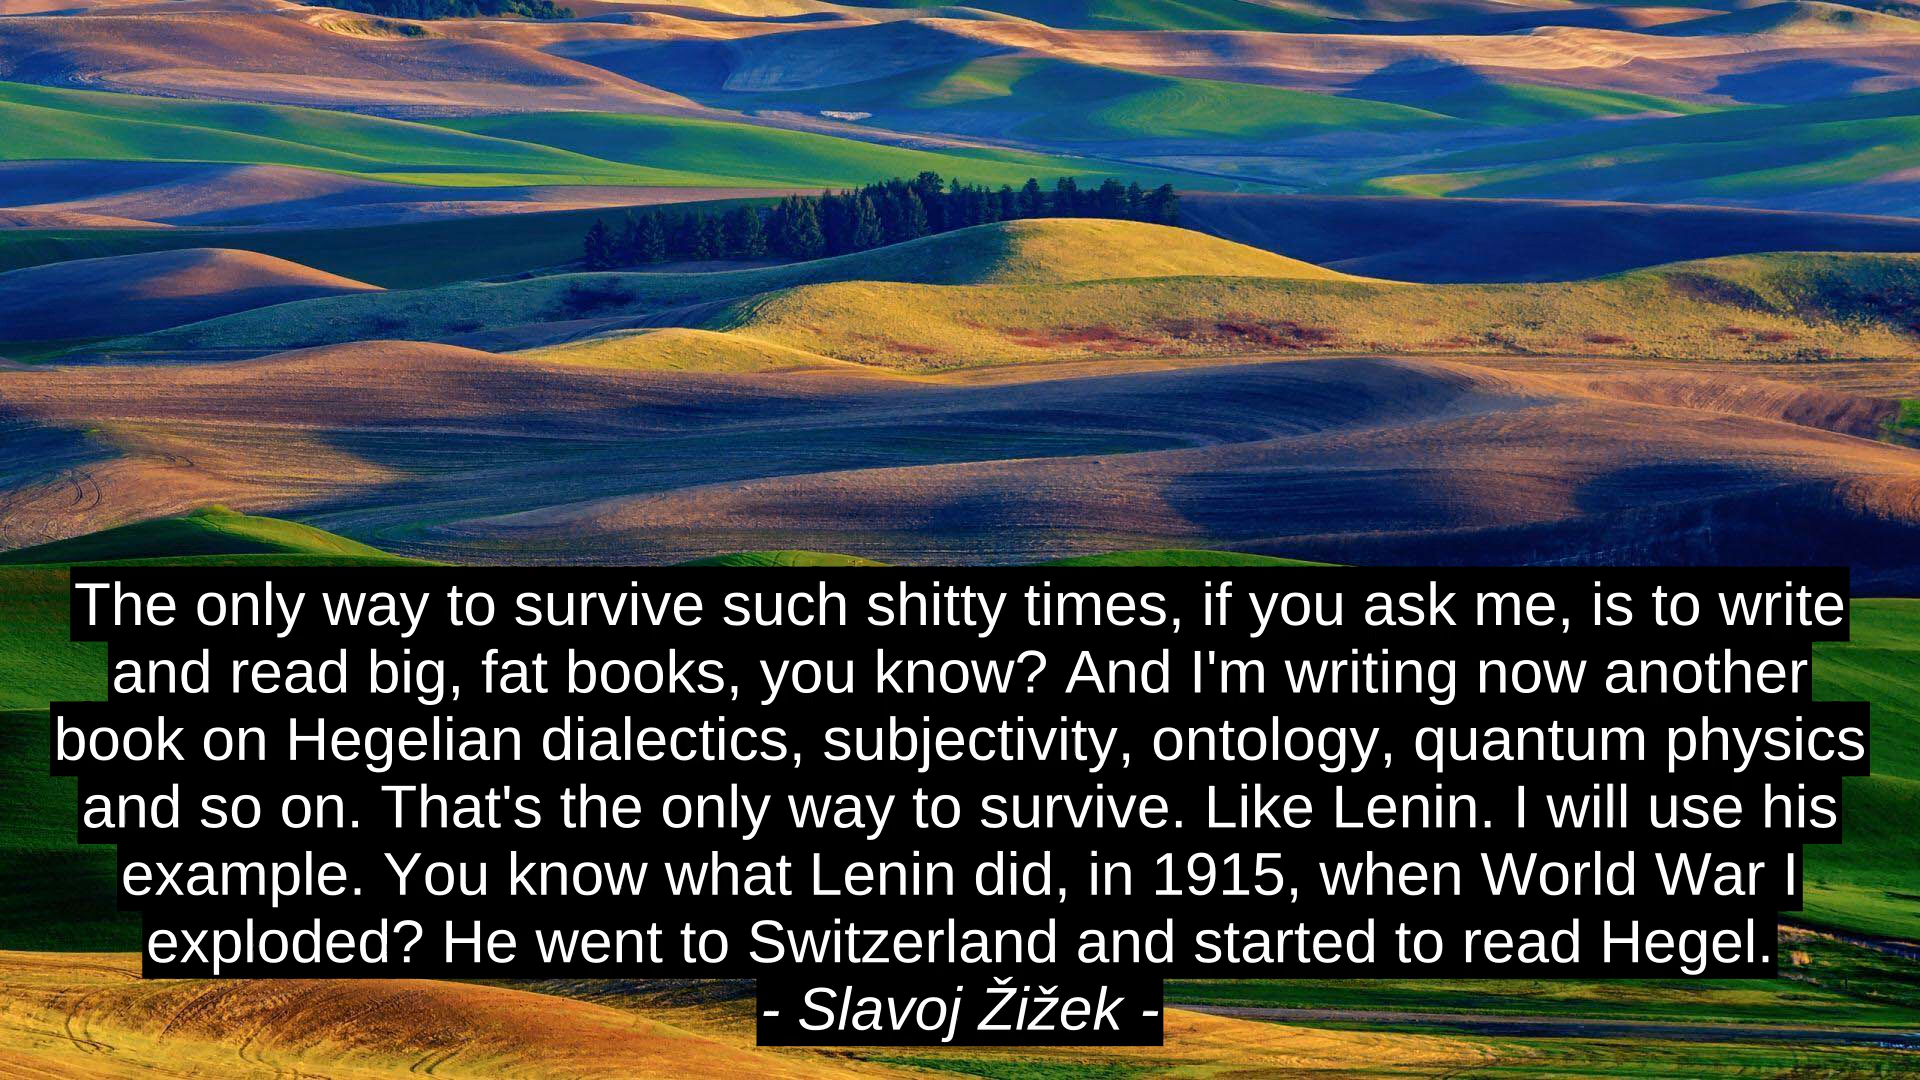 The only way to survive such shitty times, if you ask me, is to write
and read big, fat books, you know? And I'm writing now another
book on Hegelian dialectics, subjectivity, ontology, quantum physics
and so on. That's the only way to survive. Like Lenin. I will use his
example. You know what Lenin did, in 1915, when World War I
exploded? He went to Switzerland and started to read Hegel.
- Slavoj Žižek -